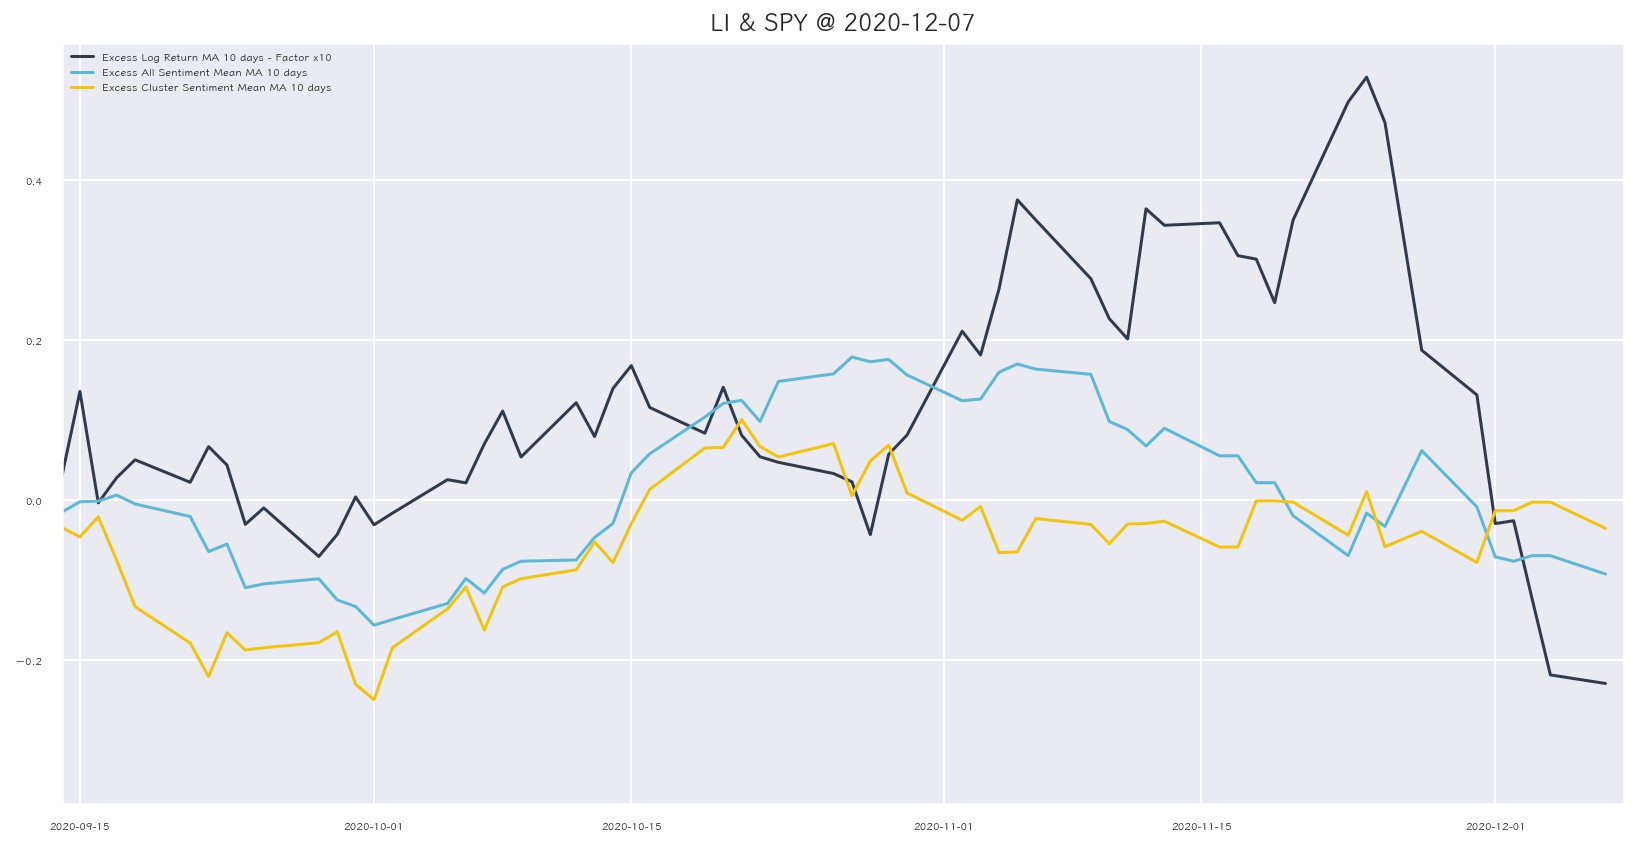 LI & SPY @ 2020-12-07
Excess Log Return MA 10 days - Factor x10
Excess All Sentiment Mean MA 10 days
Excess Cluster Sentiment Mean MA 10 days
0.4
0.2
0.0
−0.2
2020-09-15
2020-10-01
2020-10-15
2020-11-01
2020-11-15
2020-12-01